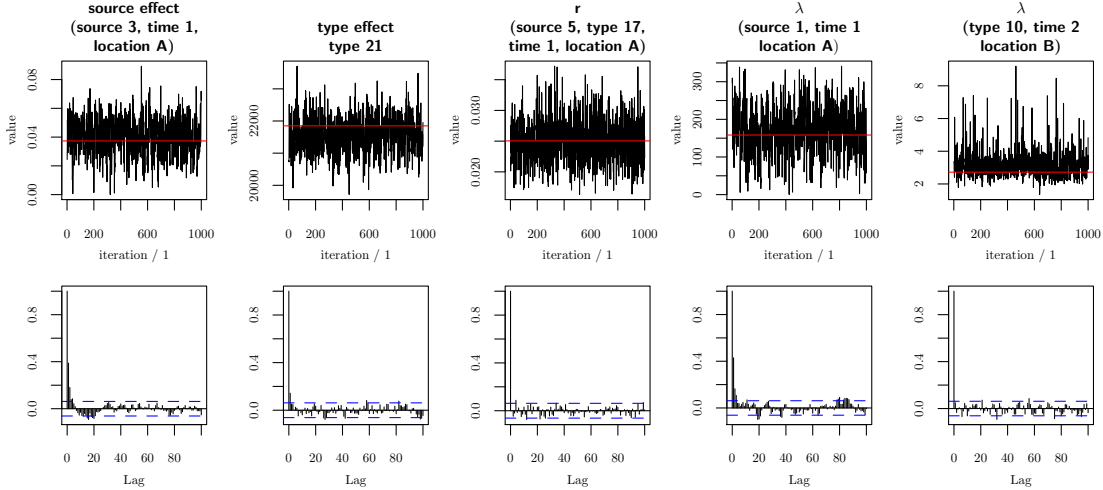 source effect
(source 3, time 1,
location A)
type effect
type 21
r
(source 5, type 17,
time 1, location A)
λ
(source 1, time 1
location A)
λ
(type 10, time 2
location B)
value
0.00
0.04
0.08
0 200 600 1000
iteration / 1
value
20000
22000
0 200 600 1000
iteration / 1
value
0.020
0.030
0 200 600 1000
iteration / 1
value
0
100
200
300
0 200 600 1000
iteration / 1
value
2
4
6
8
0 200 600 1000
iteration / 1
0.0
0.4
0.8
0 20 40 60 80
Lag
0.0
0.4
0.8
0 20 40 60 80
Lag
0.0
0.4
0.8
0 20 40 60 80
Lag
0.0
0.4
0.8
0 20 40 60 80
Lag
0.0
0.4
0.8
0 20 40 60 80
Lag